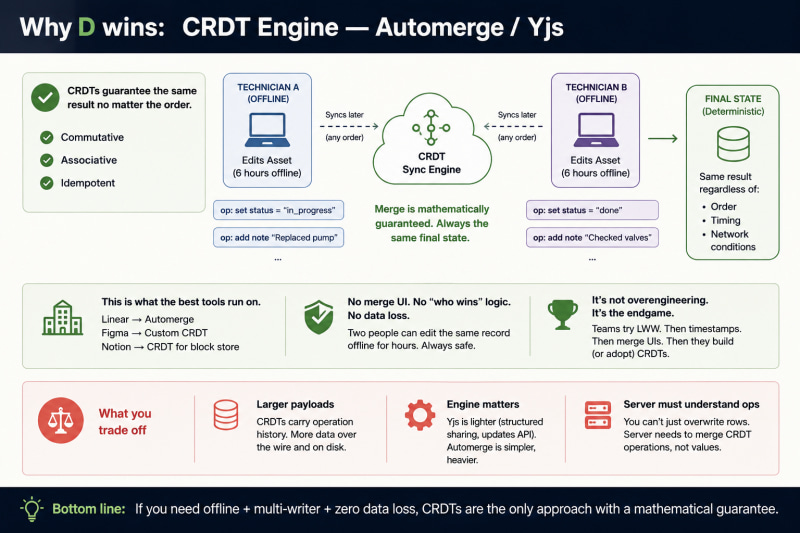 Why D wins: CRDT Engine — Automerge / Yjs
CRDTs guarantee the same
result no matter the order.
Commutative
Associative
Idempotent
TECHNICIAN A
(OFFLINE)
Edits Asset
(6 hours offline)
Syncs later
(any order)
CRDT
Sync Engine
Syncs later
(any order)
TECHNICIAN B
(OFFLINE)
Edits Asset
(6 hours offline)
FINAL STATE
(Deterministic)
Same result
regardless of:
• Order
• Timing
• Network
conditions
op: set status = "in_progress"
op: add note "Replaced pump"
...
Merge is mathematically
guaranteed. Always the
same final state.
op: set status = "done"
op: add note "Checked valves"
...
This is what the best tools run on.
Linear → Automerge
Figma → Custom CRDT
Notion → CRDT for block store
No merge UI. No "who wins" logic.
No data loss.
Two people can edit the same record
offline for hours. Always safe.
It's not overengineering.
It's the endgame.
Teams try LWW. Then timestamps.
Then merge UIs. Then they build
(or adopt) CRDTs.
What you
trade off
Larger payloads
CRDTs carry operation
history. More data over
the wire and on disk.
Engine matters
Yjs is lighter (structured
sharing, updates API).
Automerge is simpler,
heavier.
Server must understand ops
You can't just overwrite rows.
Server needs to merge CRDT
operations, not values.
Bottom line: If you need offline + multi-writer + zero data loss, CRDTs are the only approach with a mathematical guarantee.